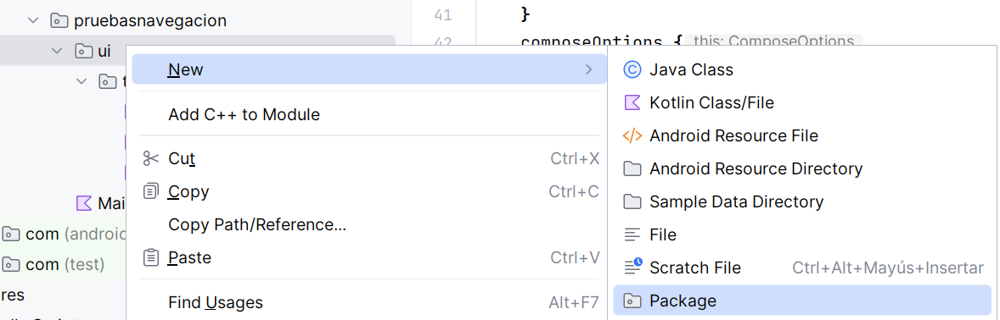 pruebasnavegacion
41
}
ui
42
composeOptions { this: ComposeOptions
New
Java Class
Kotlin Class/File
Add C++ to Module
Android Resource File
Cut Ctrl+X
Android Resource Directory
Copy Ctrl+C
Sample Data Directory
Mai
Copy Path/Reference...
File
com (android
Paste Ctrl+V
Scratch File Ctrl+Alt+Mayús+Insertar
com (test)
res
Find Usages Alt+F7
Package